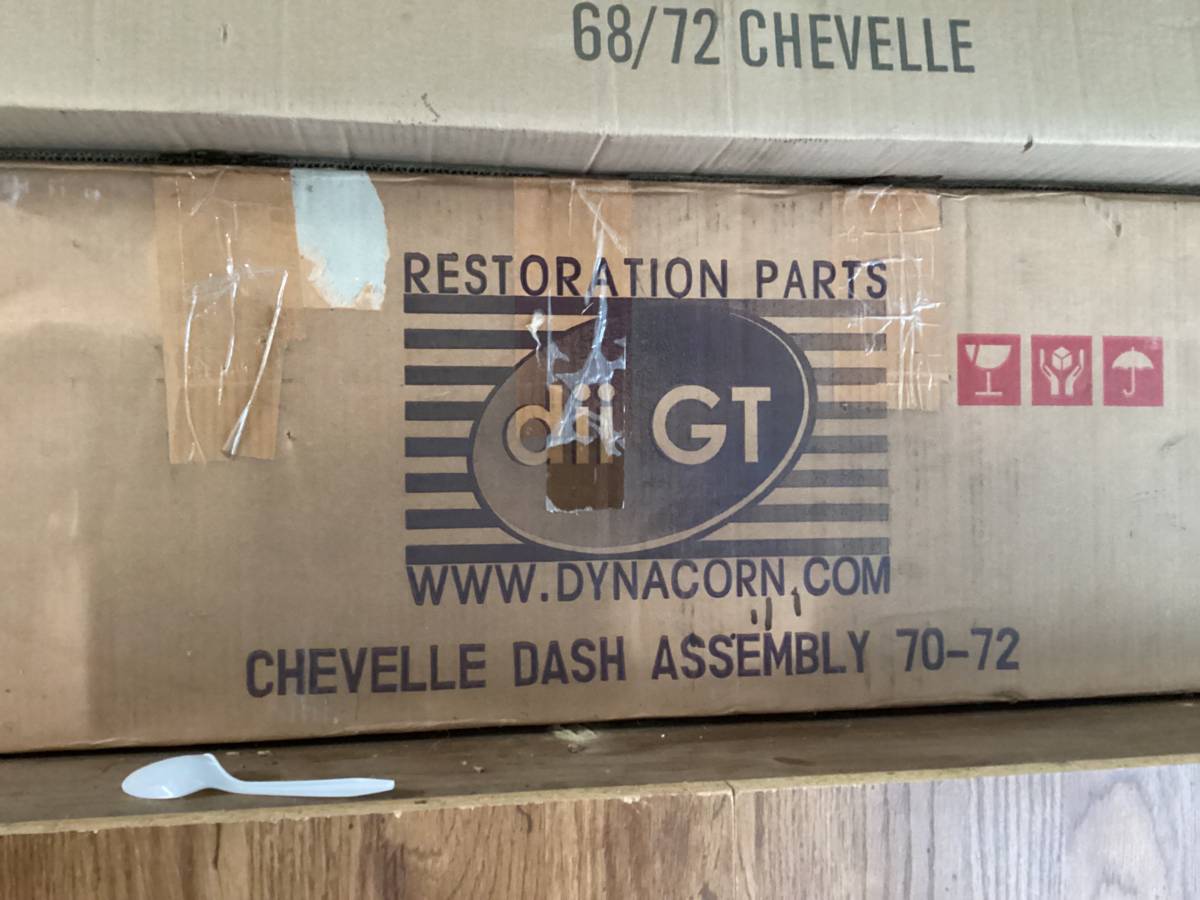 68/72 CHEVELLE
RESTORATION PARTS
dii GT
WWW.DYNACORN.COM
CHEVELLE DASH ASSEMBLY 70-72